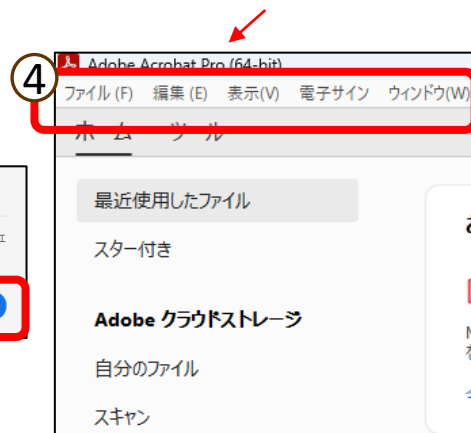 Adobe Acrobat Pro (64-bit)
④
ファイル(F) 編集(E) 表示(V) 電子サイン ウィンドウ(W)
ホーム ツール
最近使用したファイル
スター付き
Adobe クラウドストレージ
自分のファイル
スキャン